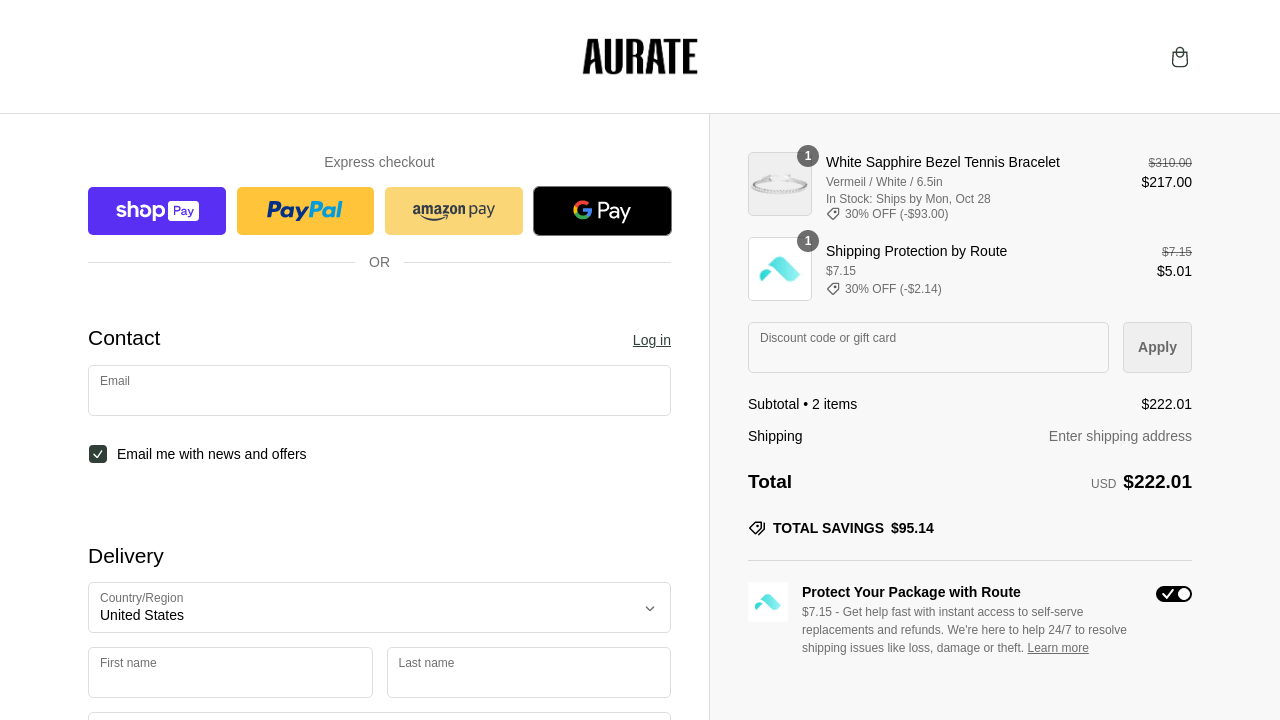 AURATE
Express checkout
shop Pay
PayPal
amazon pay
G Pay
OR
Contact
Log in
Email
Email me with news and offers
Delivery
Country/Region
United States
First name
Last name
1
White Sapphire Bezel Tennis Bracelet
Vermeil / White / 6.5in
In Stock: Ships by Mon, Oct 28
30% OFF (-$93.00)
$310.00
$217.00
1
Shipping Protection by Route
$7.15
30% OFF (-$2.14)
$7.15
$5.01
Discount code or gift card
Apply
Subtotal • 2 items $222.01
Shipping Enter shipping address
Total USD $222.01
TOTAL SAVINGS $95.14
Protect Your Package with Route
$7.15 - Get help fast with instant access to self-serve
replacements and refunds. We're here to help 24/7 to resolve
shipping issues like loss, damage or theft. Learn more